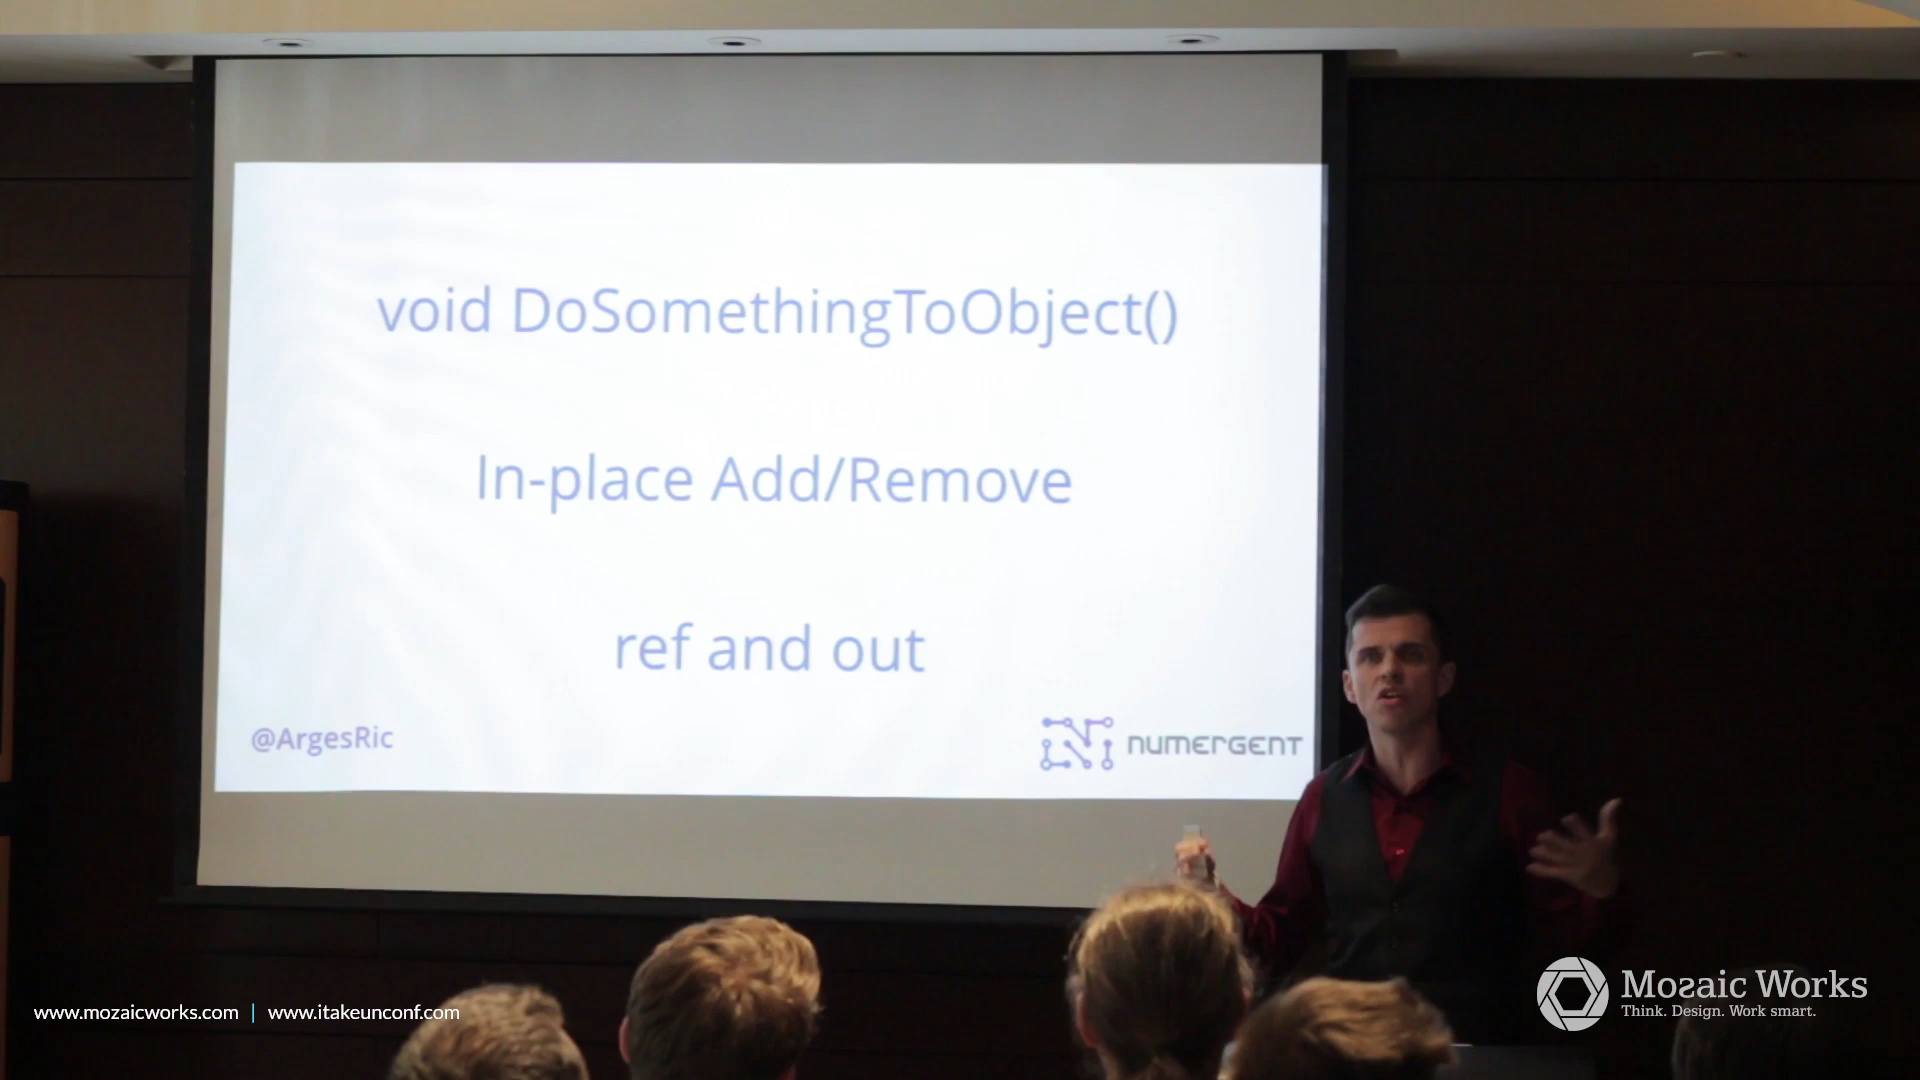 void DoSomethingToObject()
In-place Add/Remove
ref and out
@ArgesRic
NUMERGENT
www.mozaicworks.com | www.itakeunconf.com
Mozaic Works
Think. Design. Work smart.